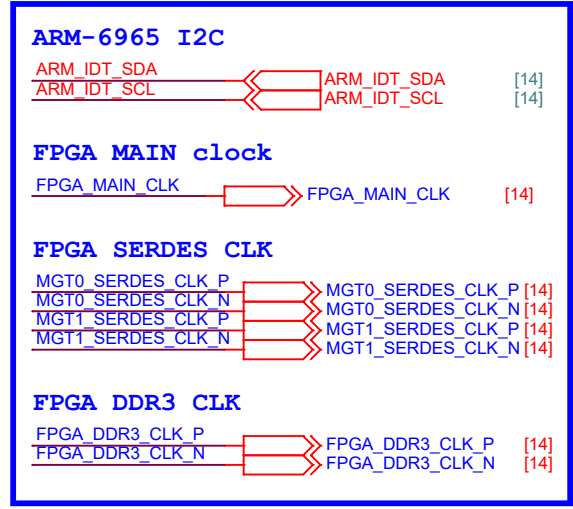 ARM-6965 I2C
ARM_IDT_SDA ARM_IDT_SDA [14]
ARM_IDT_SCL ARM_IDT_SCL [14]
FPGA MAIN clock
FPGA_MAIN_CLK FPGA_MAIN_CLK [14]
FPGA SERDES CLK
MGT0_SERDES_CLK_P MGT0_SERDES_CLK_P [14]
MGT0_SERDES_CLK_N MGT0_SERDES_CLK_N [14]
MGT1_SERDES_CLK_P MGT1_SERDES_CLK_P [14]
MGT1_SERDES_CLK_N MGT1_SERDES_CLK_N [14]
FPGA DDR3 CLK
FPGA_DDR3_CLK_P FPGA_DDR3_CLK_P [14]
FPGA_DDR3_CLK_N FPGA_DDR3_CLK_N [14]